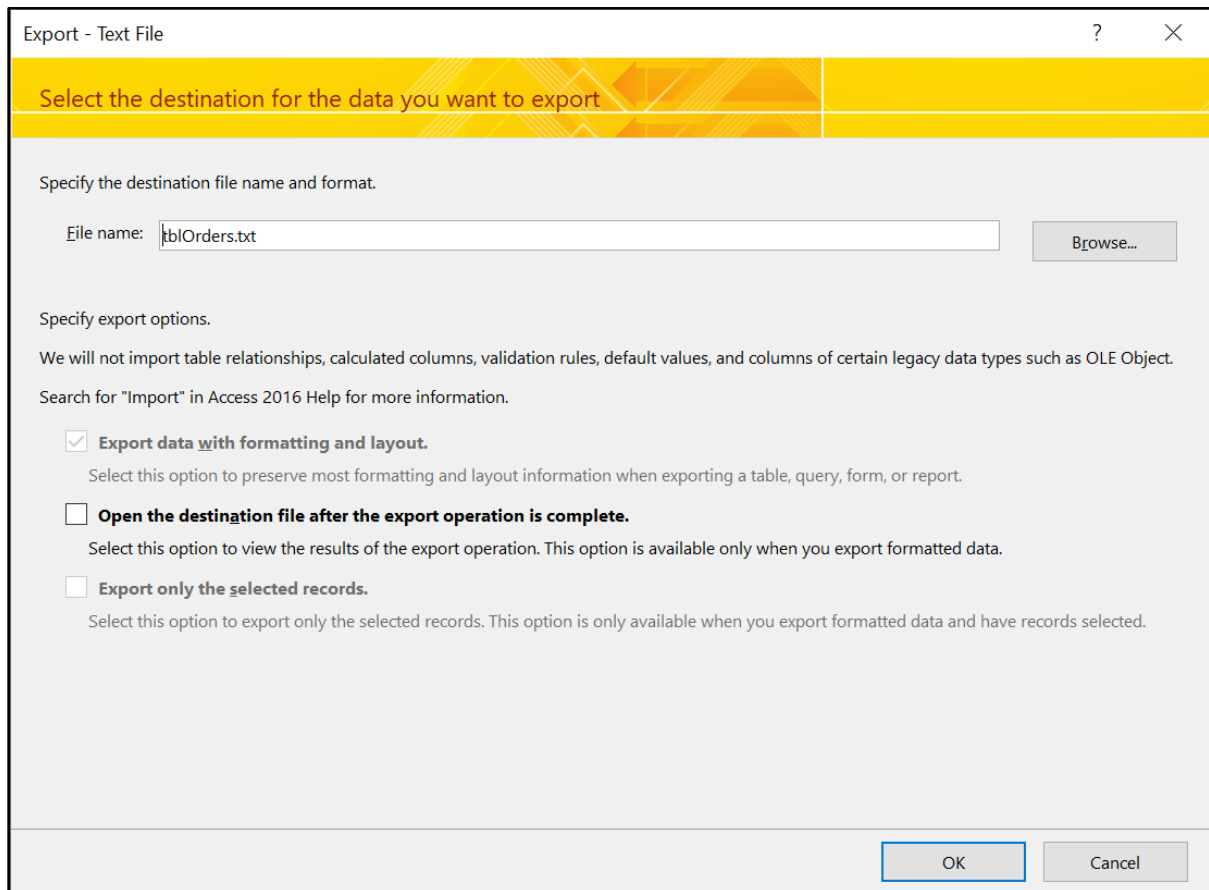 Export - Text File
?
Select the destination for the data you want to export
Specify the destination file name and format.
File name: tblOrders.txt
Browse...
Specify export options.
We will not import table relationships, calculated columns, validation rules, default values, and columns of certain legacy data types such as OLE Object.
Search for "Import" in Access 2016 Help for more information.
Export data with formatting and layout.
Select this option to preserve most formatting and layout information when exporting a table, query, form, or report.
Open the destination file after the export operation is complete.
Select this option to view the results of the export operation. This option is available only when you export formatted data.
Export only the selected records.
Select this option to export only the selected records. This option is only available when you export formatted data and have records selected.
OK
Cancel